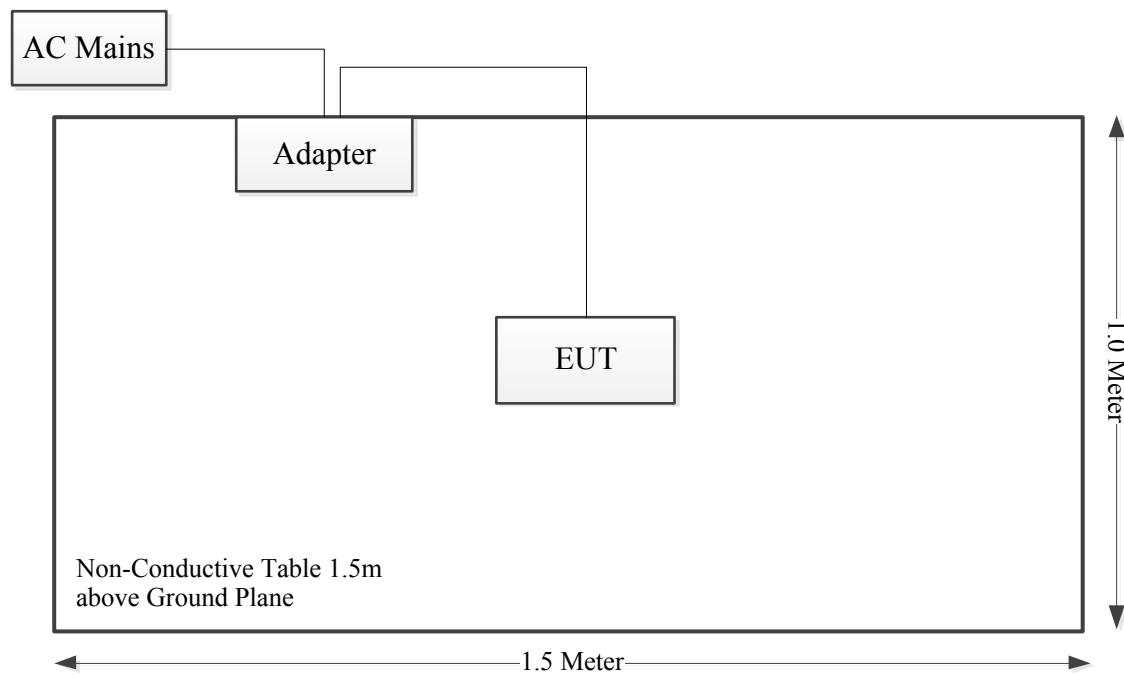 AC Mains
Adapter
EUT
1.0 Meter
Non-Conductive Table 1.5m
above Ground Plane
1.5 Meter